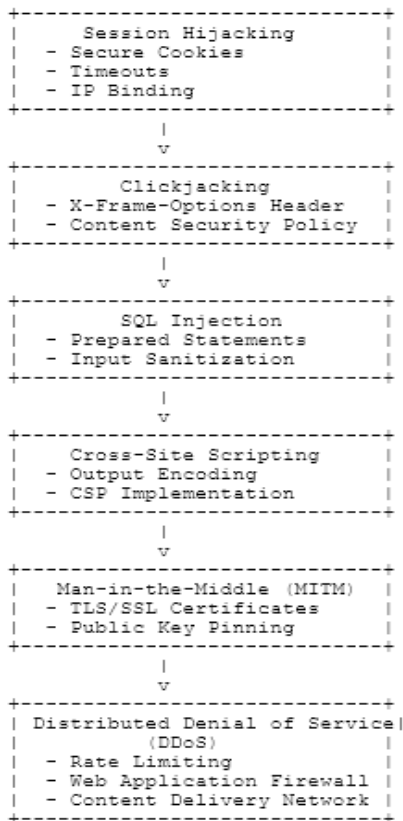 +-------------------------------+
|      Session Hijacking        |
|  - Secure Cookies             |
|  - Timeouts                   |
|  - IP Binding                 |
+-------------------------------+
            |
            v
+-------------------------------+
|         Clickjacking          |
|  - X-Frame-Options Header     |
|  - Content Security Policy    |
+-------------------------------+
            |
            v
+-------------------------------+
|         SQL Injection         |
|  - Prepared Statements        |
|  - Input Sanitization         |
+-------------------------------+
            |
            v
+-------------------------------+
|     Cross-Site Scripting      |
|  - Output Encoding            |
|  - CSP Implementation         |
+-------------------------------+
            |
            v
+-------------------------------+
|   Man-in-the-Middle (MITM)    |
|  - TLS/SSL Certificates       |
|  - Public Key Pinning         |
+-------------------------------+
            |
            v
+-------------------------------+
| Distributed Denial of Service|
|           (DDoS)              |
|  - Rate Limiting              |
|  - Web Application Firewall   |
|  - Content Delivery Network   |
+-------------------------------+